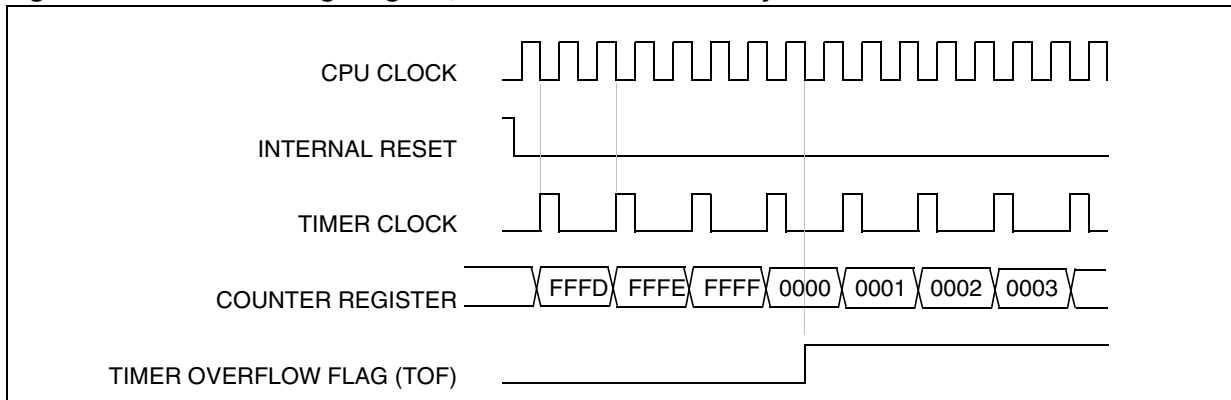 CPU CLOCK
INTERNAL RESET
TIMER CLOCK
COUNTER REGISTER FFFD FFFE FFFF 0000 0001 0002 0003
TIMER OVERFLOW FLAG (TOF)